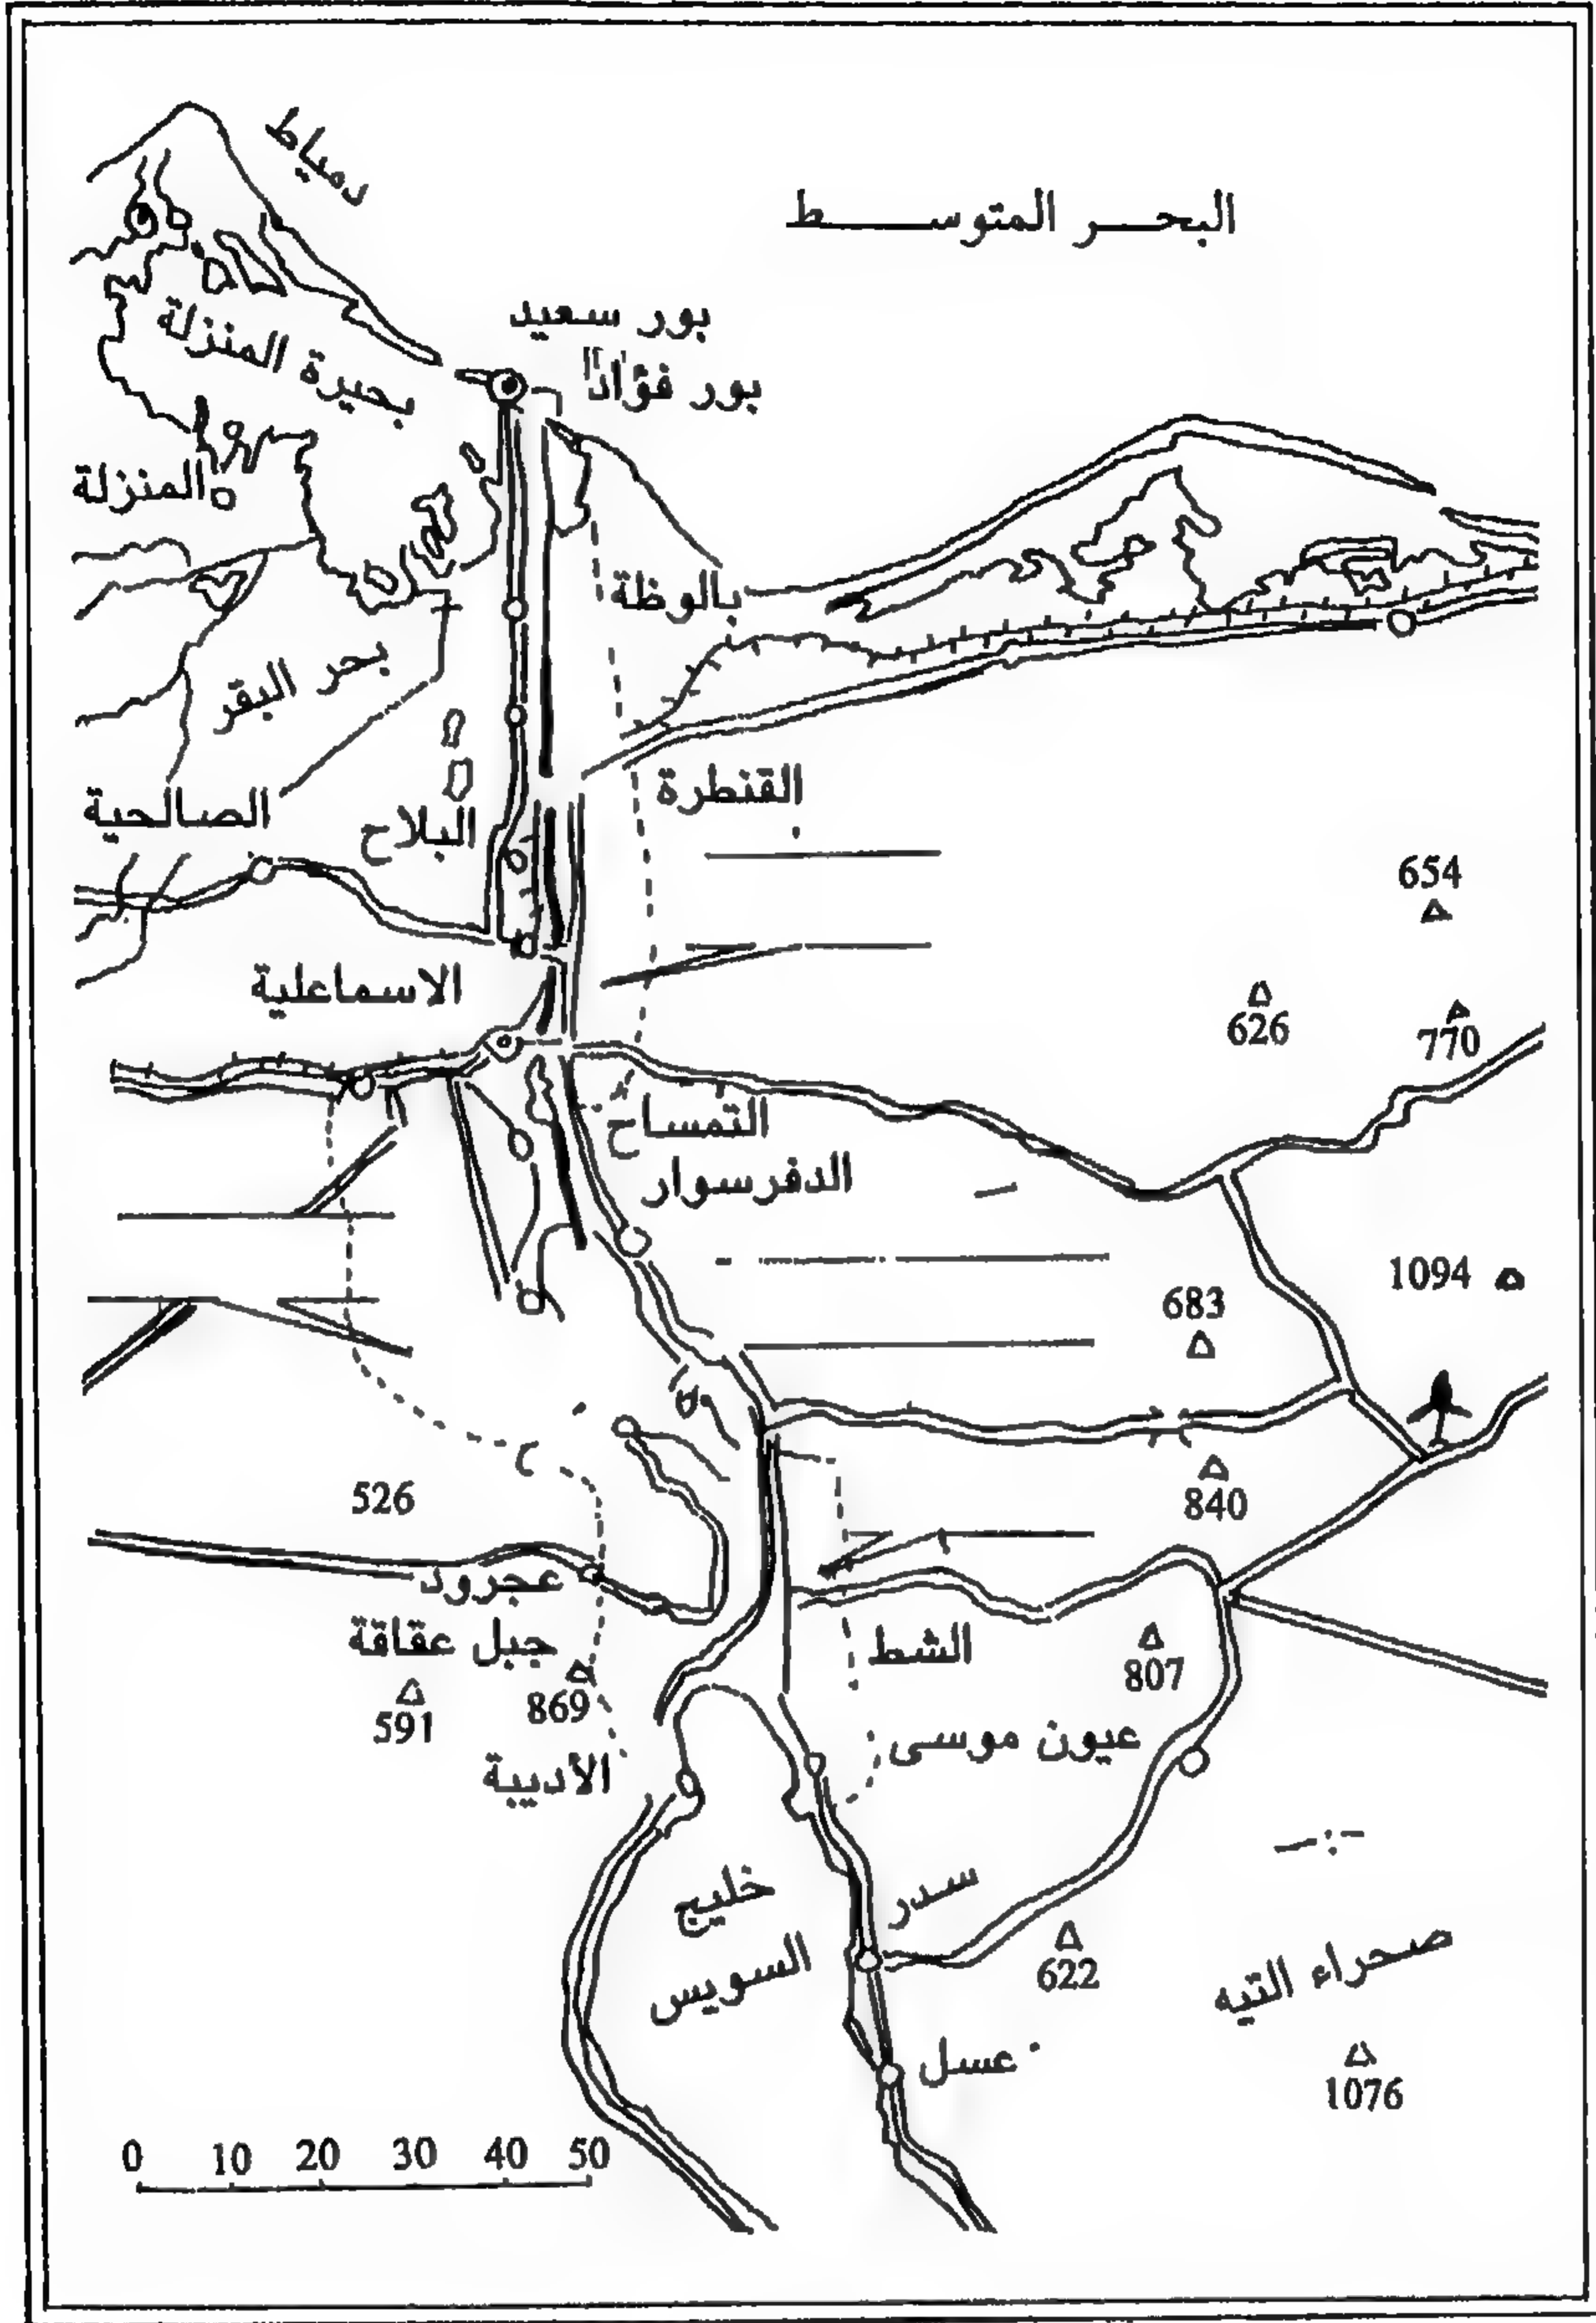 دمياط
البحر المتوسط
بور سعيد
بور فؤاد
بحيرة المنزلة
المنزلة
بالوظة
بحر البقر
القنطرة
الصالحية
البلاح
654
الاسماعلية
626
770
التمساح
الدفرسوار
1094
683
526
840
عجرود
جبل عقاقة
الشط
807
869
591
عيون موسى
الأديبة
سدر
خليج
السويس
622
صحراء التيه
عسل
1076
0 10 20 30 40 50